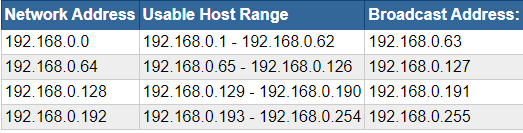 Network Address Usable Host Range Broadcast Address:
192.168.0.0 192.168.0.1 - 192.168.0.62 192.168.0.63
192.168.0.64 192.168.0.65 - 192.168.0.126 192.168.0.127
192.168.0.128 192.168.0.129 - 192.168.0.190 192.168.0.191
192.168.0.192 192.168.0.193 - 192.168.0.254 192.168.0.255